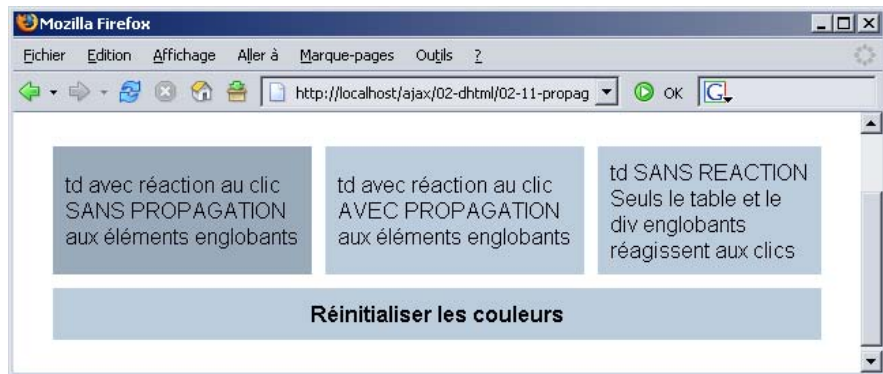 Mozilla Firefox
Fichier Edition Affichage Aller à Marque-pages Outils ?
http://localhost/ajax/02-dhtml/02-11-propag OK G
td avec réaction au clic
SANS PROPAGATION
aux éléments englobants
td avec réaction au clic
AVEC PROPAGATION
aux éléments englobants
td SANS REACTION
Seuls le table et le
div englobants
réagissent aux clics
Réinitialiser les couleurs